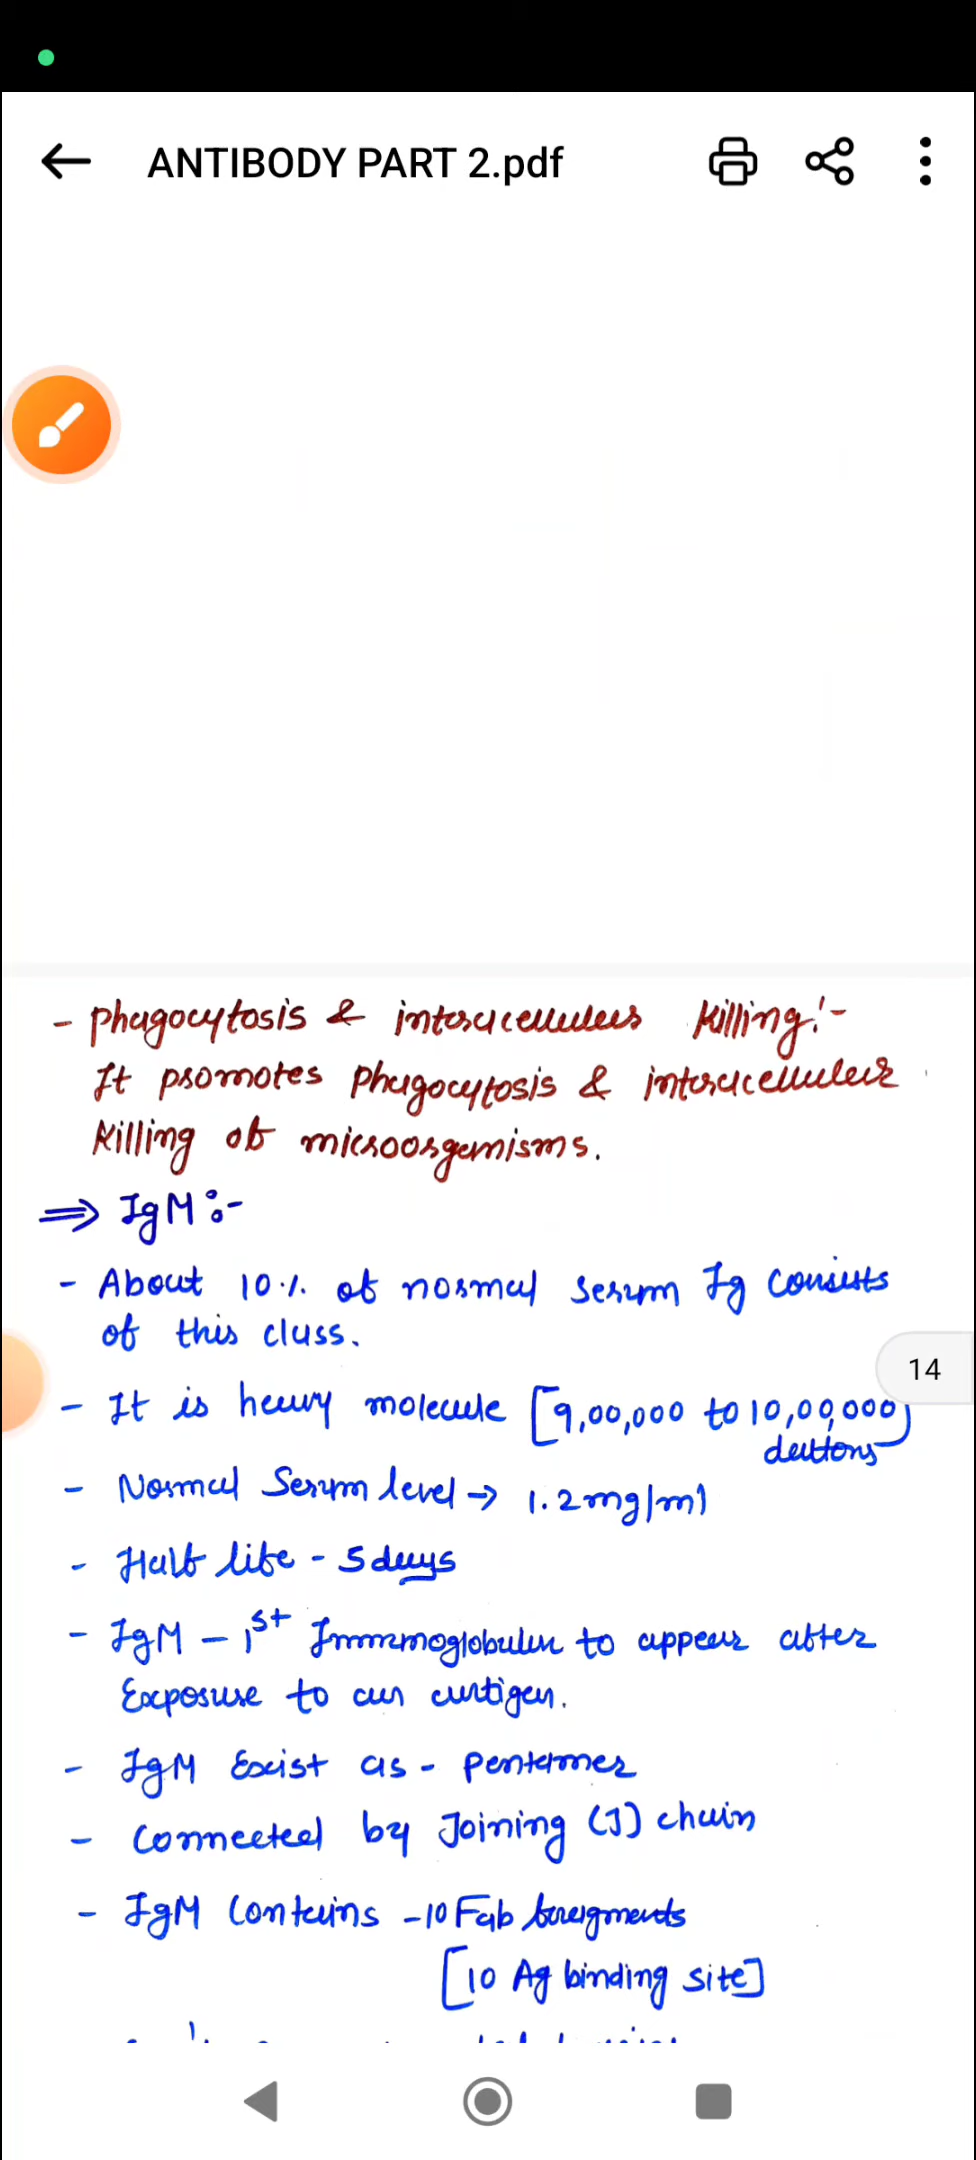 ANTIBODY PART 2.pdf
- Phagocytosis & intracellular killing:-
It promotes phagocytosis & intracellular
killing of microorganisms.
⇒ IgM:-
- About 10% of normal serum Ig consists
of this class.
14
- It is heavy molecule [9,00,000 to 10,00,000)
daltons
- Normal Serum level → 1.2mg/ml
- Half life - 5 days
- IgM - 1st Immunoglobulin to appear after
Exposure to an antigen.
- IgM Exist as - pentamer
- Connected by Joining (J) chain
- IgM Contains - 10 Fab fragments
[10 Ag binding site]